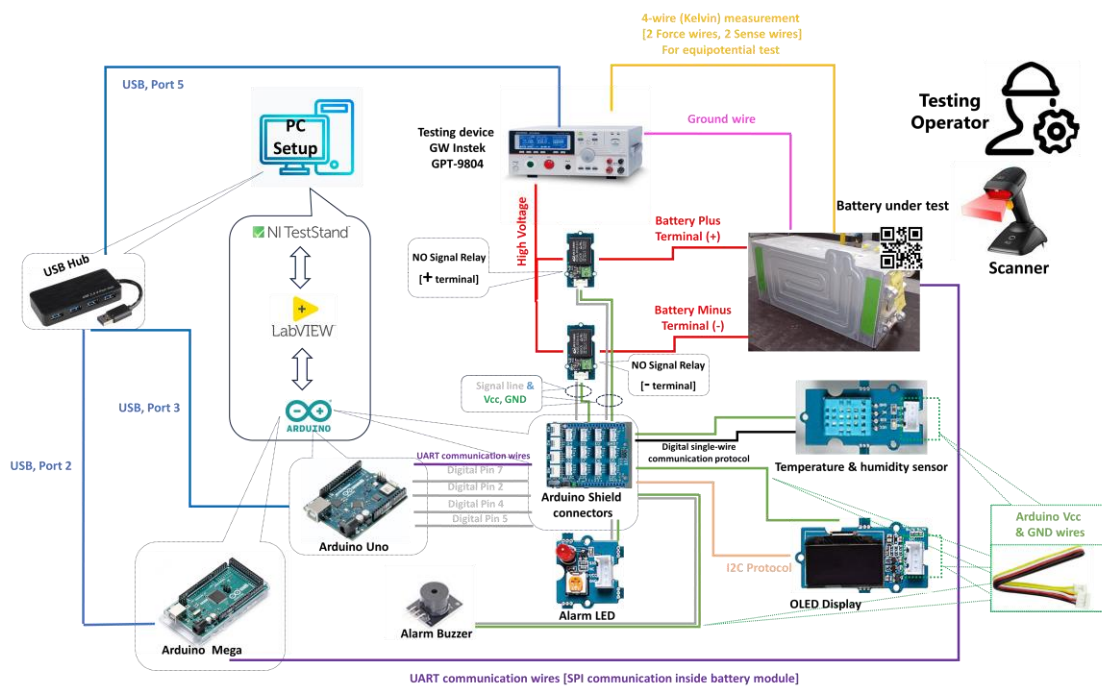 4-wire (Kelvin) measurement
[2 Force wires, 2 Sense wires]
For equipotential test
USB, Port 5
PC
Setup
Testing device
GW Instek
GPT-9804
Ground wire
Testing
Operator
Battery under test
Scanner
NI TestStand
LabVIEW
ARDUINO
USB Hub
High Voltage
Battery Plus
Terminal (+)
NO Signal Relay
[+ terminal]
Battery Minus
Terminal (-)
NO Signal Relay
[- terminal]
Signal line &
Vcc, GND
USB, Port 3
USB, Port 2
UART communication wires
Digital Pin 7
Digital Pin 2
Digital Pin 4
Digital Pin 5
Arduino Uno
Arduino Shield
connectors
Digital single-wire
communication protocol
Temperature & humidity sensor
Arduino Vcc
& GND wires
I2C Protocol
OLED Display
Alarm LED
Alarm Buzzer
Arduino Mega
UART communication wires [SPI communication inside battery module]